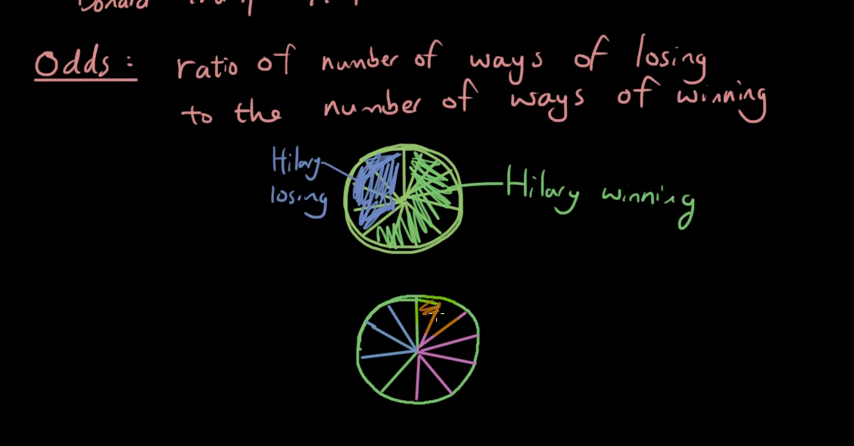 Donald
Odds: ratio of number of ways of losing
to the number of ways of winning
Hilary
losing
Hilary winning